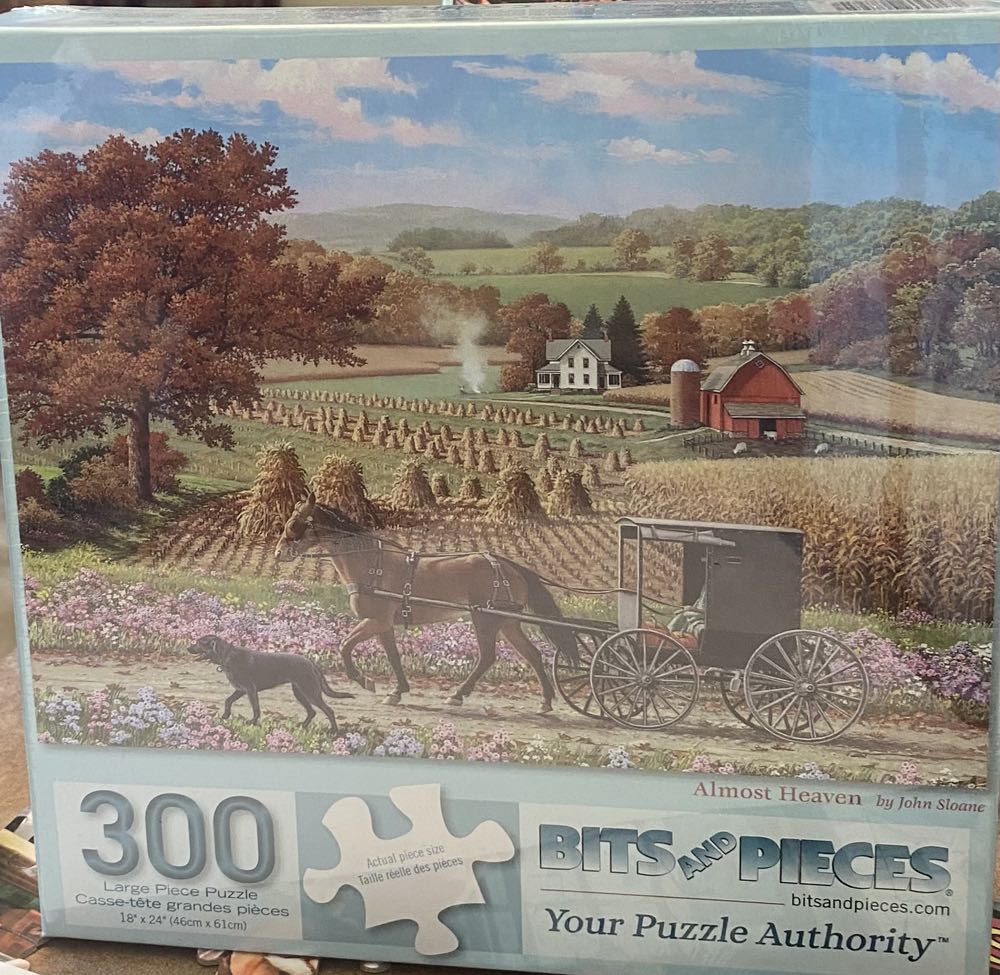 Almost Heaven by John Sloane
300
Large Piece Puzzle
Casse-tête grandes pièces
18" x 24" (46cm x 61cm)
Actual piece size
Taille réelle des pièces
BITS AND PIECES®
bitsandpieces.com
Your Puzzle Authority™